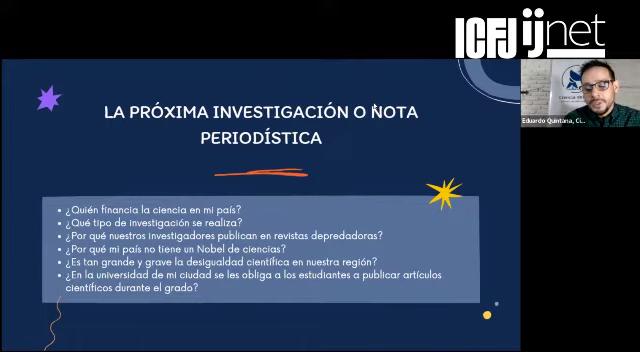 ICFJ ijnet
LA PRÓXIMA INVESTIGACIÓN O NOTA
PERIODÍSTICA
¿Quién financia la ciencia en mi país?
¿Qué tipo de investigación se realiza?
¿Por qué nuestros investigadores publican en revistas depredadoras?
¿Por qué mi país no tiene un Nobel de ciencias?
¿Es tan grande y grave la desigualdad científica en nuestra región?
¿En la universidad de mi ciudad se les obliga a los estudiantes a publicar artículos
científicos durante el grado?
Ciencia
Eduardo Quintana, Ci...